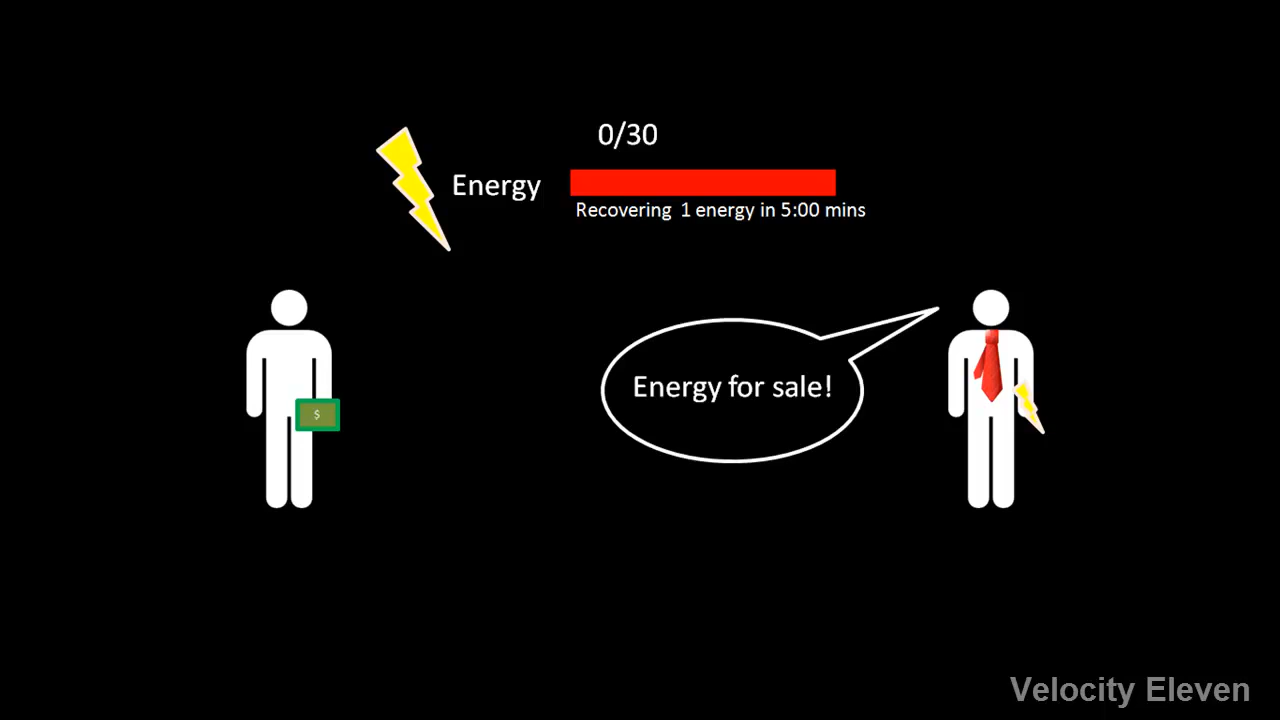 0/30
Energy
Recovering 1 energy in 5:00 mins
Energy for sale!
$
Velocity Eleven